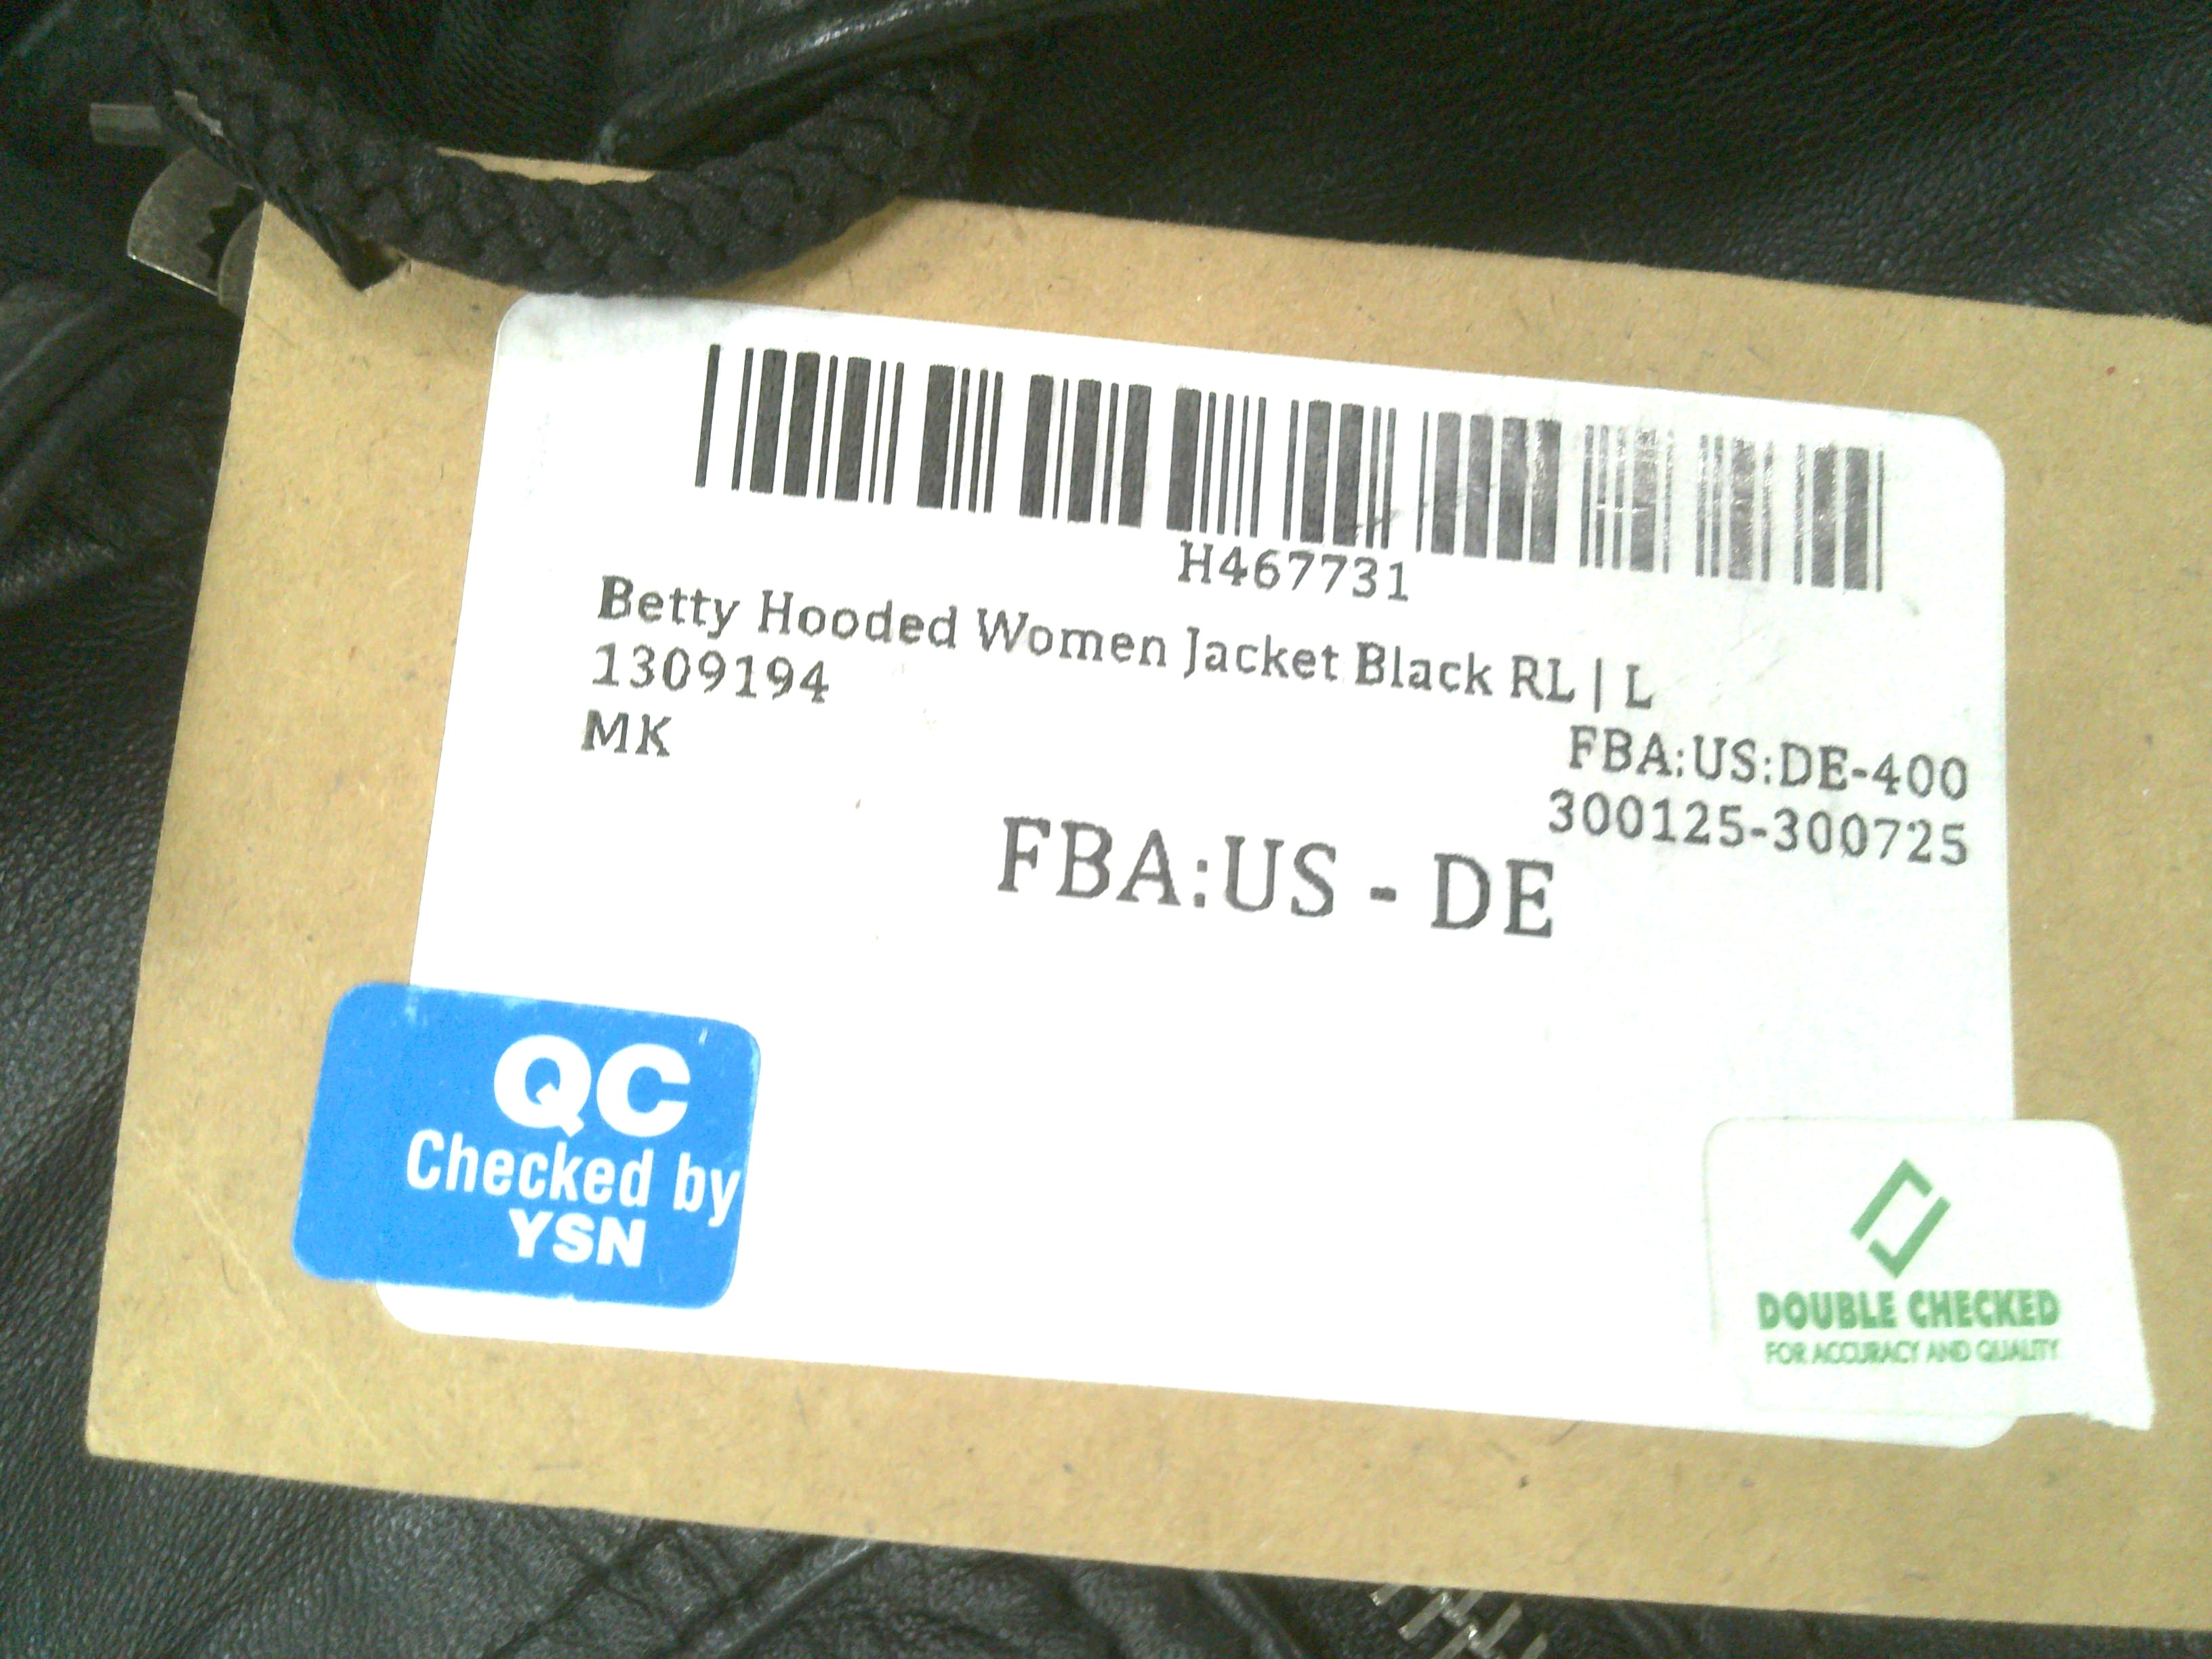 H467731
Betty Hooded Women Jacket Black RL | L
1309194
MK
FBA:US:DE-400
300125-300725
FBA:US - DE
QC
Checked by
YSN
DOUBLE CHECKED
FOR ACCURACY AND QUALITY